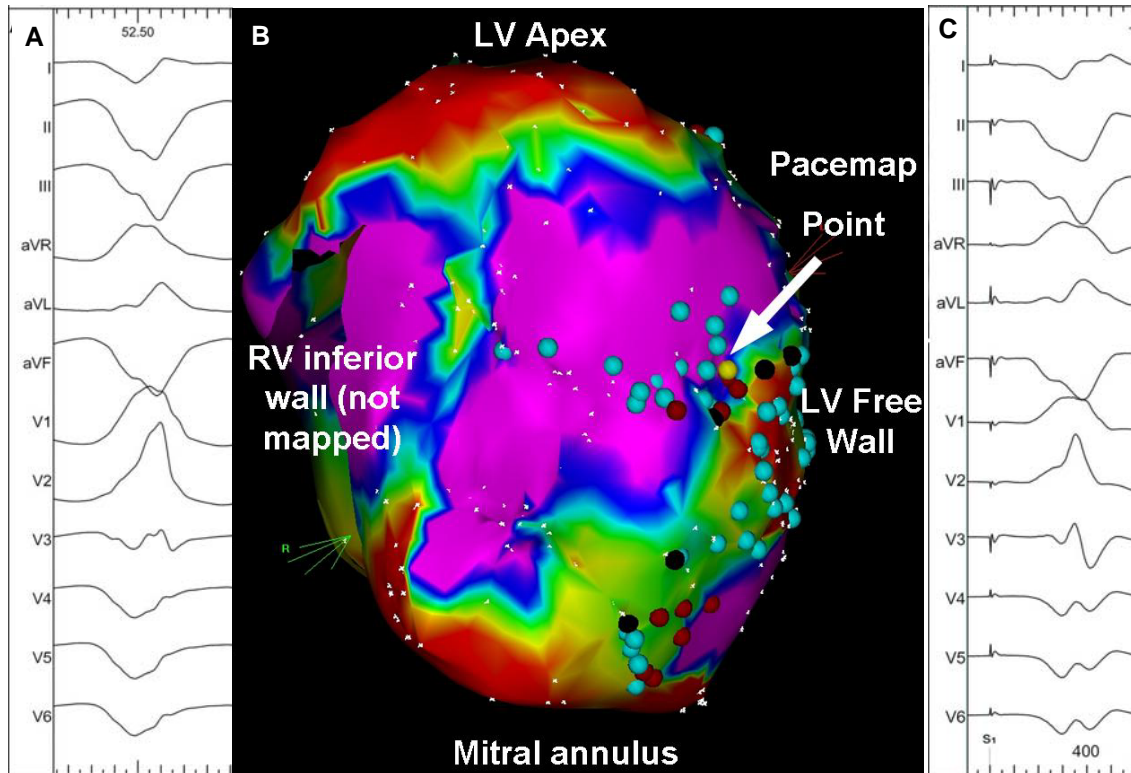 A
52.50
I
II
III
aVR
aVL
aVF
V1
V2
V3
V4
V5
V6
B
LV Apex
Pacemap
Point
RV inferior
wall (not
mapped)
LV Free
Wall
R
Mitral annulus
C
I
II
III
aVR
aVL
aVF
V1
V2
V3
V4
V5
V6
S1
400